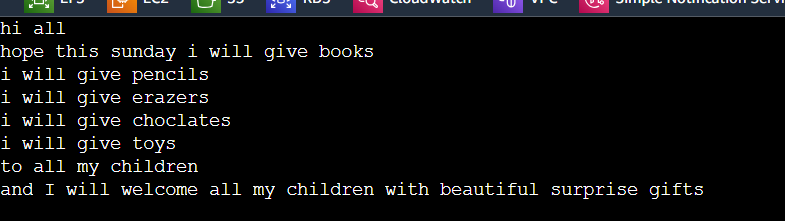 EFS EC2 S3 RDS CloudWatch VPC Simple Notification Servi
hi all
hope this sunday i will give books
i will give pencils
i will give erazers
i will give choclates
i will give toys
to all my children
and I will welcome all my children with beautiful surprise gifts